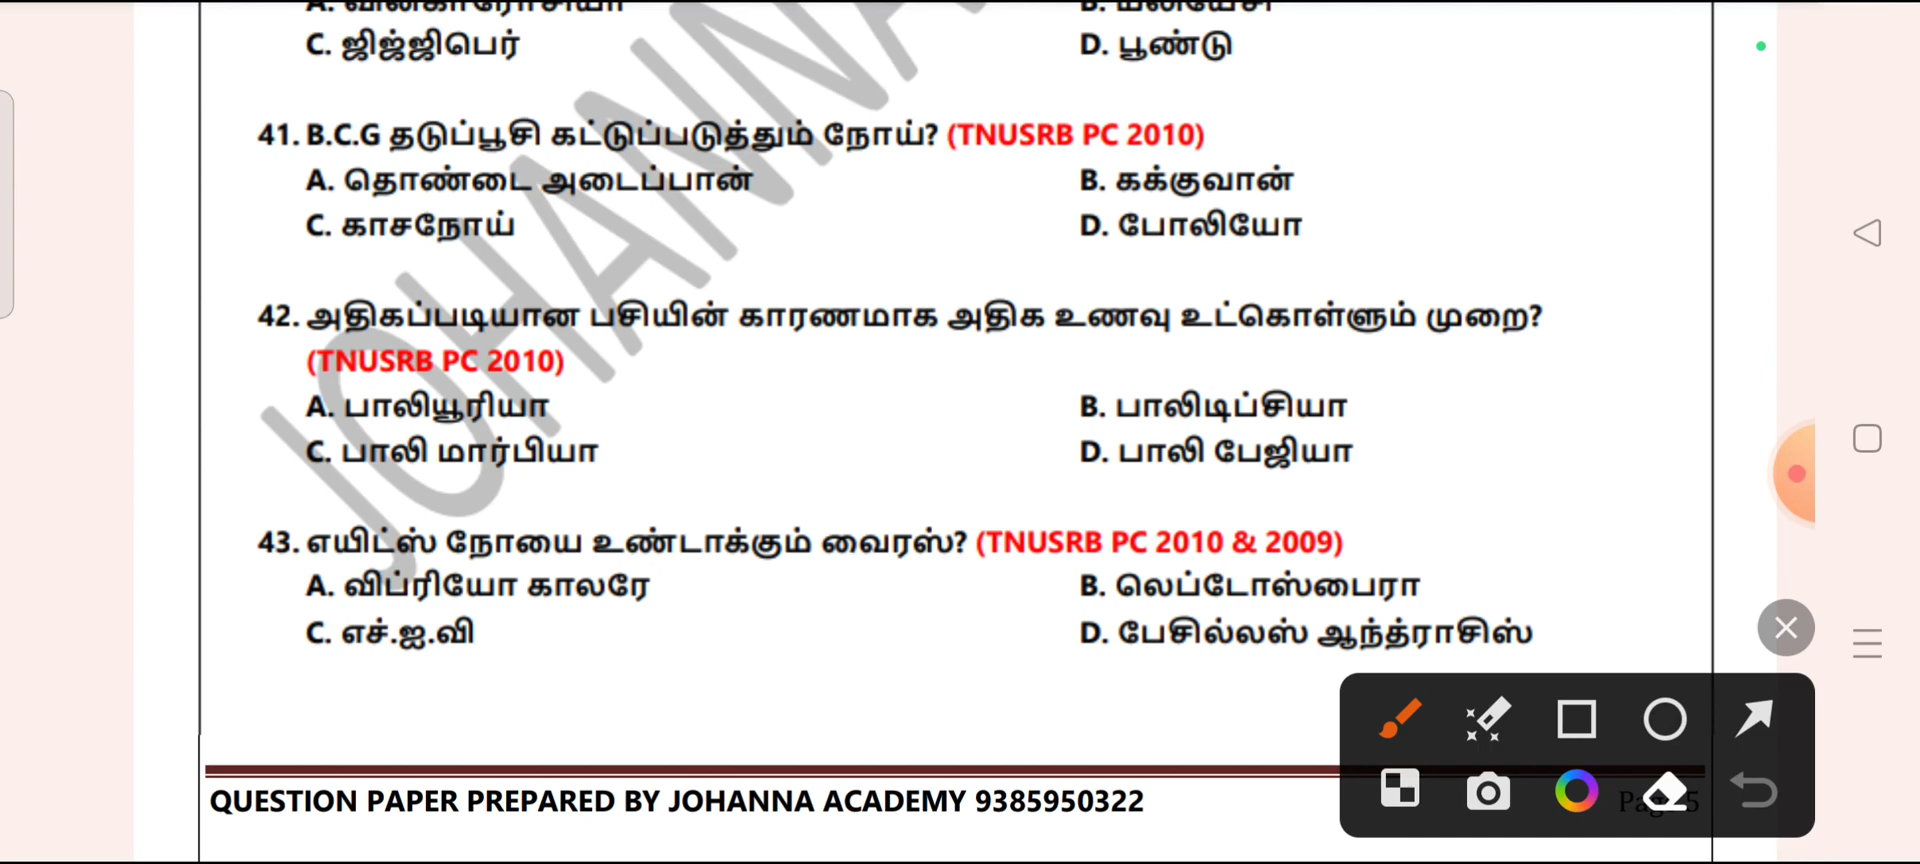 C. ஜிஜ்ஜிபெர் D. பூண்டு
41. B.C.G தடுப்பூசி கட்டுப்படுத்தும் நோய்? (TNUSRB PC 2010)
A. தொண்டை அடைப்பான் B. கக்குவான்
C. காசநோய் D. போலியோ
42. அதிகப்படியான பசியின் காரணமாக அதிக உணவு உட்கொள்ளும் முறை?
(TNUSRB PC 2010)
A. பாலியூரியா B. பாலிடிப்சியா
C. பாலி மார்பியா D. பாலி பேஜியா
43. எயிட்ஸ் நோயை உண்டாக்கும் வைரஸ்? (TNUSRB PC 2010 & 2009)
A. விப்ரியோ காலரே B. லெப்டோஸ்பைரா
C. எச்.ஐ.வி D. பேசில்லஸ் ஆந்த்ராசிஸ்
QUESTION PAPER PREPARED BY JOHANNA ACADEMY 9385950322